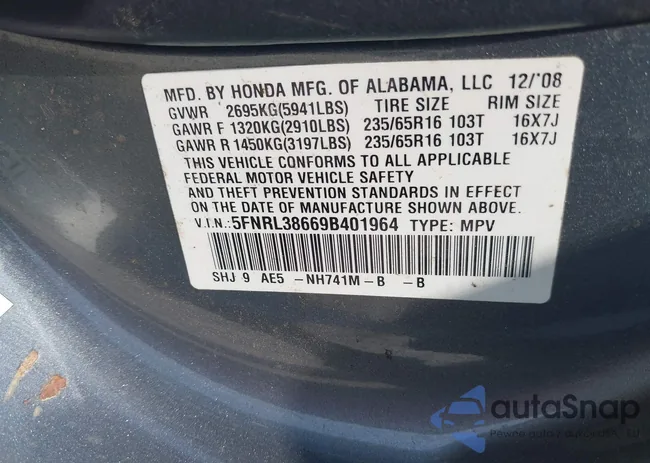 MFD. BY HONDA MFG. OF ALABAMA, LLC 12/'08
GVWR 2695KG(5941LBS) TIRE SIZE RIM SIZE
GAWR F 1320KG(2910LBS) 235/65R16 103T 16X7J
GAWR R 1450KG(3197LBS) 235/65R16 103T 16X7J
THIS VEHICLE CONFORMS TO ALL APPLICABLE
FEDERAL MOTOR VEHICLE SAFETY
AND THEFT PREVENTION STANDARDS IN EFFECT
ON THE DATE OF MANUFACTURE SHOWN ABOVE.
V.I.N.: 5FNRL38669B401964 TYPE: MPV
SHJ 9 AE5 -NH741M-B -B
autoSnap
Pewne auto z